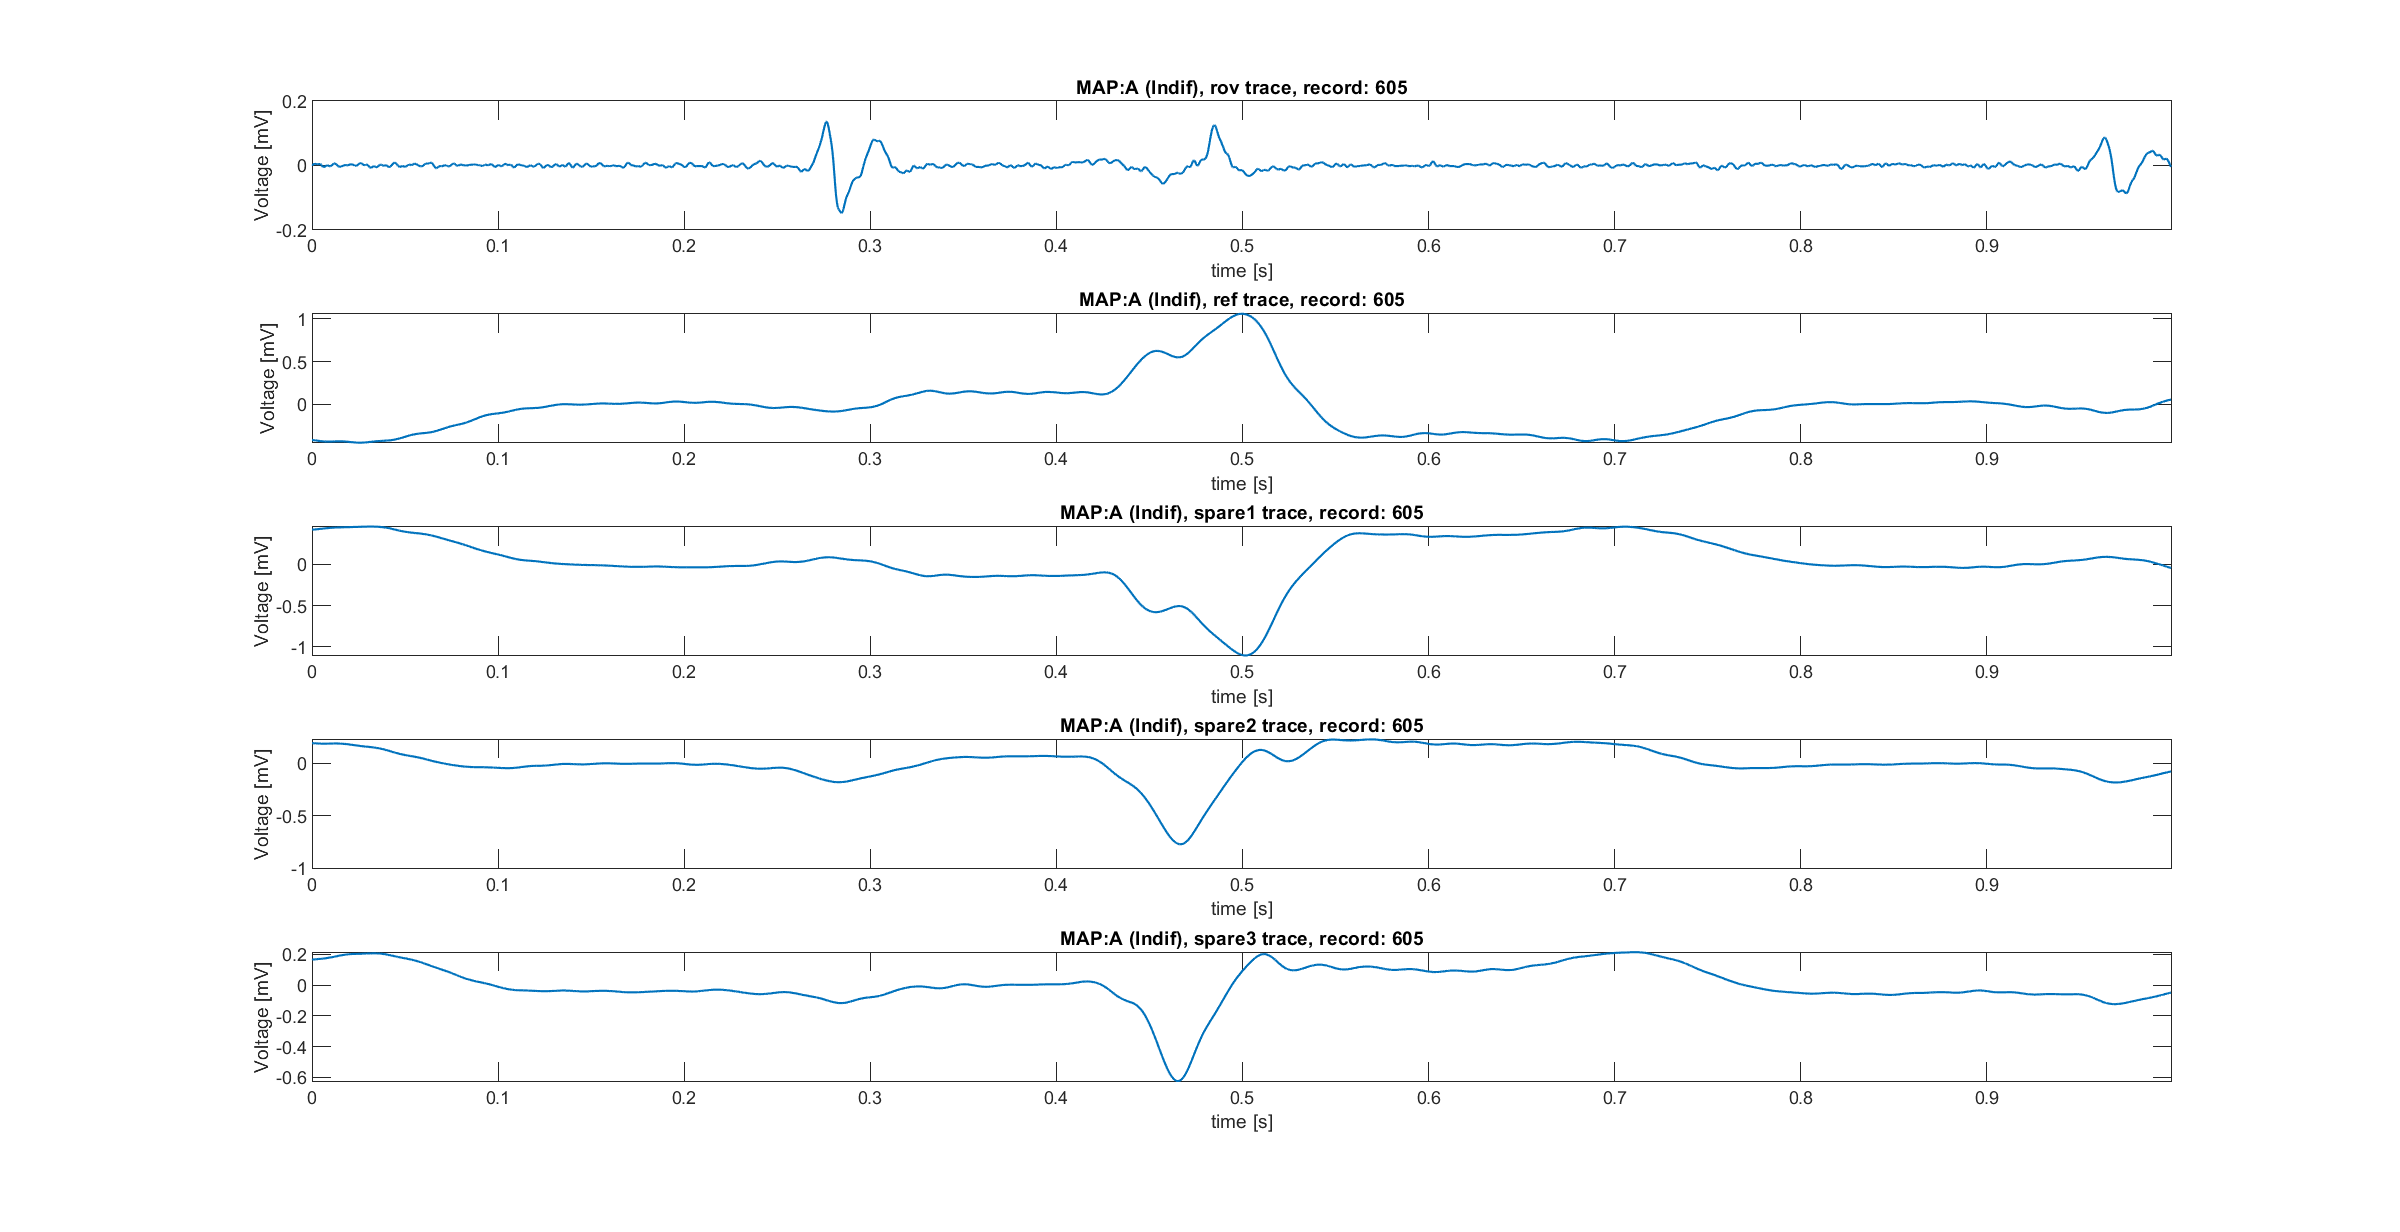 MAP:A (Indif), rov trace, record: 605
Voltage [mV]
0.2
0
-0.2
0 0.1 0.2 0.3 0.4 0.5 0.6 0.7 0.8 0.9
time [s]
MAP:A (Indif), ref trace, record: 605
Voltage [mV]
1
0.5
0
0 0.1 0.2 0.3 0.4 0.5 0.6 0.7 0.8 0.9
time [s]
MAP:A (Indif), spare1 trace, record: 605
Voltage [mV]
0
-0.5
-1
0 0.1 0.2 0.3 0.4 0.5 0.6 0.7 0.8 0.9
time [s]
MAP:A (Indif), spare2 trace, record: 605
Voltage [mV]
0
-0.5
-1
0 0.1 0.2 0.3 0.4 0.5 0.6 0.7 0.8 0.9
time [s]
MAP:A (Indif), spare3 trace, record: 605
Voltage [mV]
0.2
0
-0.2
-0.4
-0.6
0 0.1 0.2 0.3 0.4 0.5 0.6 0.7 0.8 0.9
time [s]